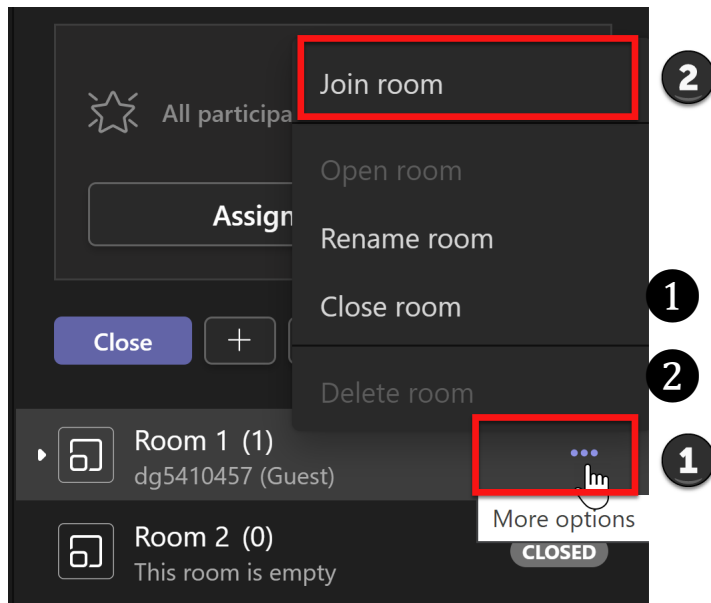 Join room
2
All participa
Open room
Assign
Rename room
Close room
1
Close
+
Delete room
2
Room 1 (1)
dg5410457 (Guest)
1
More options
Room 2 (0)
CLOSED
This room is empty